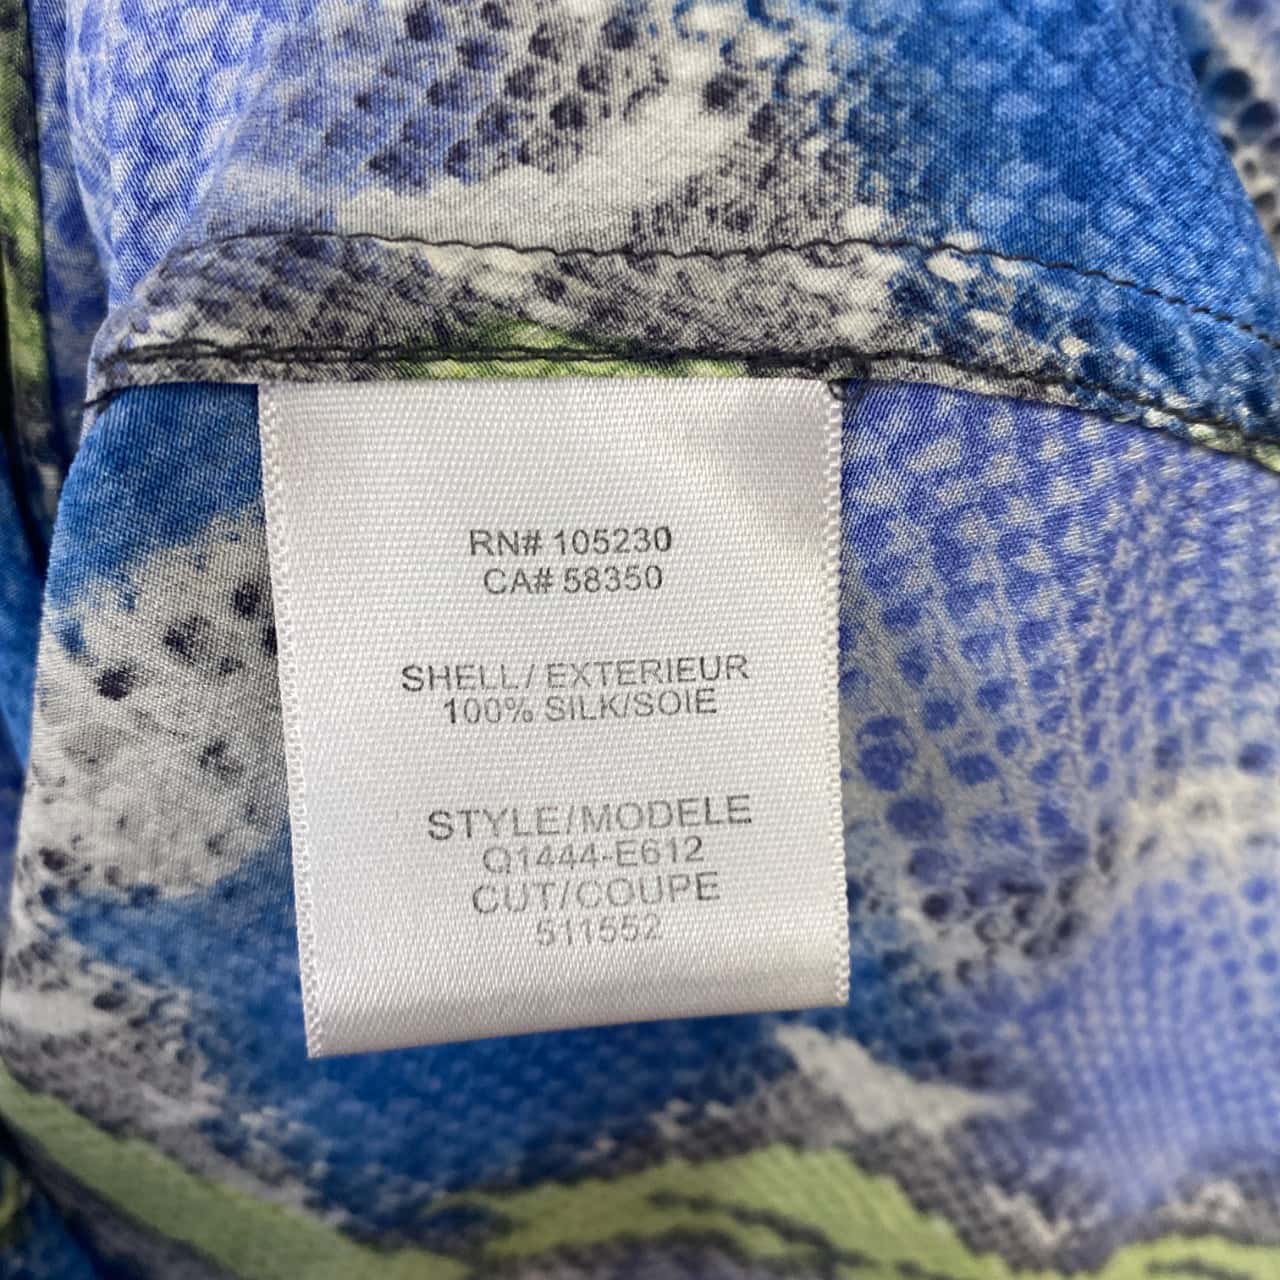 RN# 105230
CA# 58350
SHELL / EXTERIEUR
100% SILK/SOIE
STYLE/MODELE
Q1444-E612
CUT/COUPE
511552